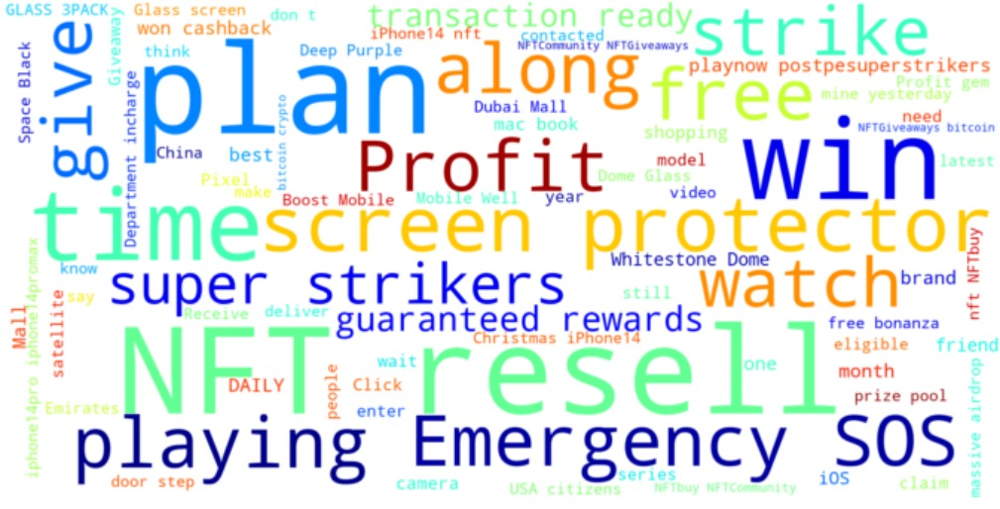 GLASS 3PACK
Glass screen
won cashback
don t
transaction ready
iPhone14 nft
contacted
NFTCommunity NFTGiveaways
strike
Space Black
give
Giveaway
think
Deep Purple
plan
along
free
playnow postpesuperstrikers
Profit gem
mine yesterday
Department incharge
Dubai Mall
mac book
shopping
need
NFTGiveaways bitcoin
China
best
bitcoin crypto
Profit
model
win
latest
Pixel
make
Dome Glass
Boost Mobile
Mobile Well
year
video
time
screen protector
iphone14pro iphone14promax
know
super strikers
Whitestone Dome
watch
brand
nft NFTbuy
say
satellite
Mall
Receive
deliver
guaranteed rewards
still
free bonanza
Christmas iPhone14
eligible
friend
NFT resell
wait
one
DAILY
people
Click
month
Emirates
enter
prize pool
massive airdrop
playing
Emergency SOS
door step
camera
series
USA citizens
NFTbuy NFTCommunity
iOS
claim